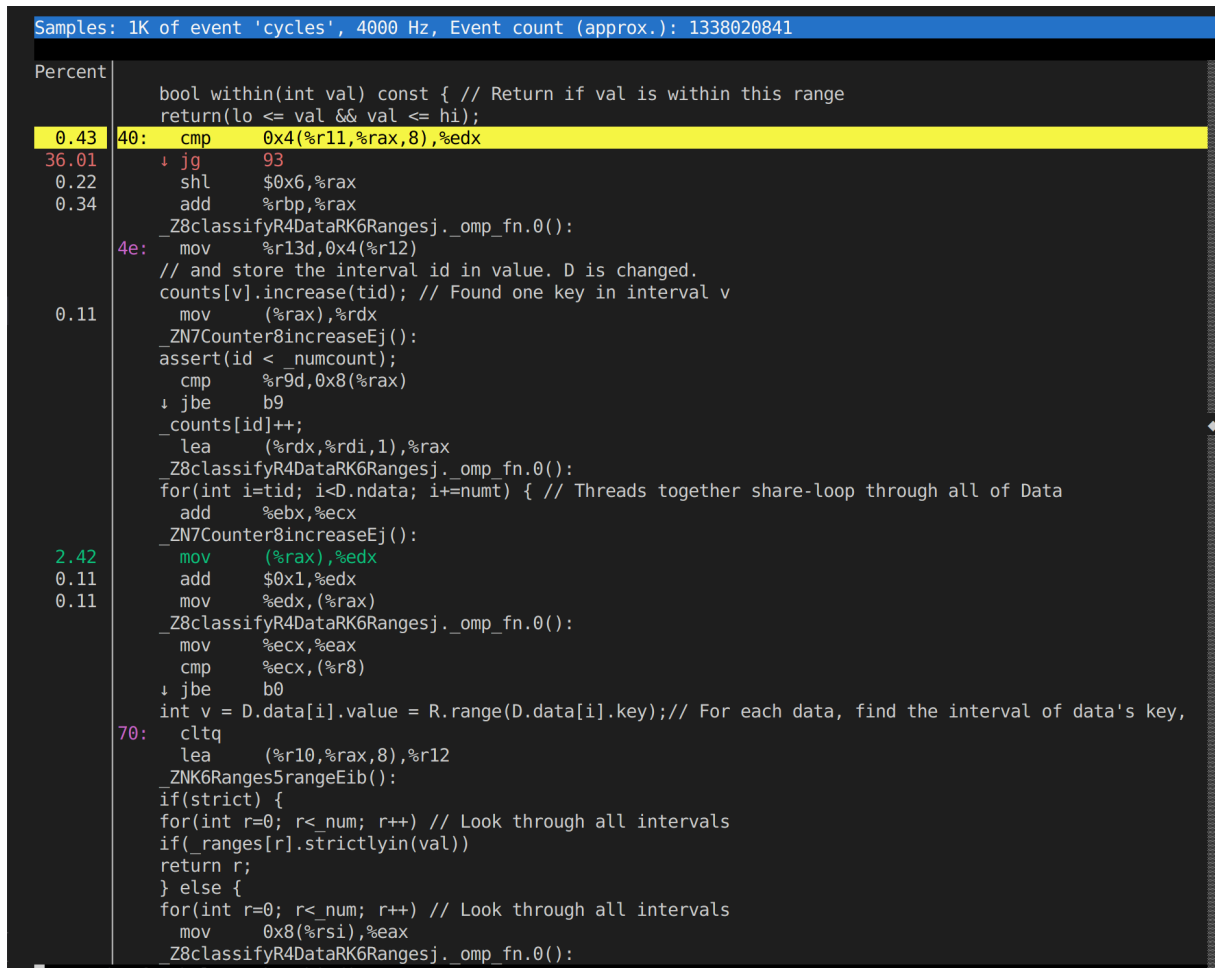 Samples: 1K of event 'cycles', 4000 Hz, Event count (approx.): 1338020841
Percent
bool within(int val) const { // Return if val is within this range
return(lo <= val && val <= hi);
0.43 40: cmp 0x4(%r11,%rax,8),%edx
36.01 ↓ jg 93
0.22 shl $0x6,%rax
0.34 add %rbp,%rax
_Z8classifyR4DataRK6Rangesj._omp_fn.0():
4e: mov %r13d,0x4(%r12)
// and store the interval id in value. D is changed.
counts[v].increase(tid); // Found one key in interval v
0.11 mov (%rax),%rdx
_ZN7Counter8increaseEj():
assert(id < _numcount);
cmp %r9d,0x8(%rax)
↓ jbe b9
_counts[id]++;
lea (%rdx,%rdi,1),%rax
_Z8classifyR4DataRK6Rangesj._omp_fn.0():
for(int i=tid; i<D.ndata; i+=numt) { // Threads together share-loop through all of Data
add %ebx,%ecx
_ZN7Counter8increaseEj():
2.42 mov (%rax),%edx
0.11 add $0x1,%edx
0.11 mov %edx,(%rax)
_Z8classifyR4DataRK6Rangesj._omp_fn.0():
mov %ecx,%eax
cmp %ecx,(%r8)
↓ jbe b0
int v = D.data[i].value = R.range(D.data[i].key);// For each data, find the interval of data's key,
70: cltq
lea (%r10,%rax,8),%r12
_ZNK6Ranges5rangeEib():
if(strict) {
for(int r=0; r<_num; r++) // Look through all intervals
if(_ranges[r].strictlyin(val))
return r;
} else {
for(int r=0; r<_num; r++) // Look through all intervals
mov 0x8(%rsi),%eax
_Z8classifyR4DataRK6Rangesj._omp_fn.0():